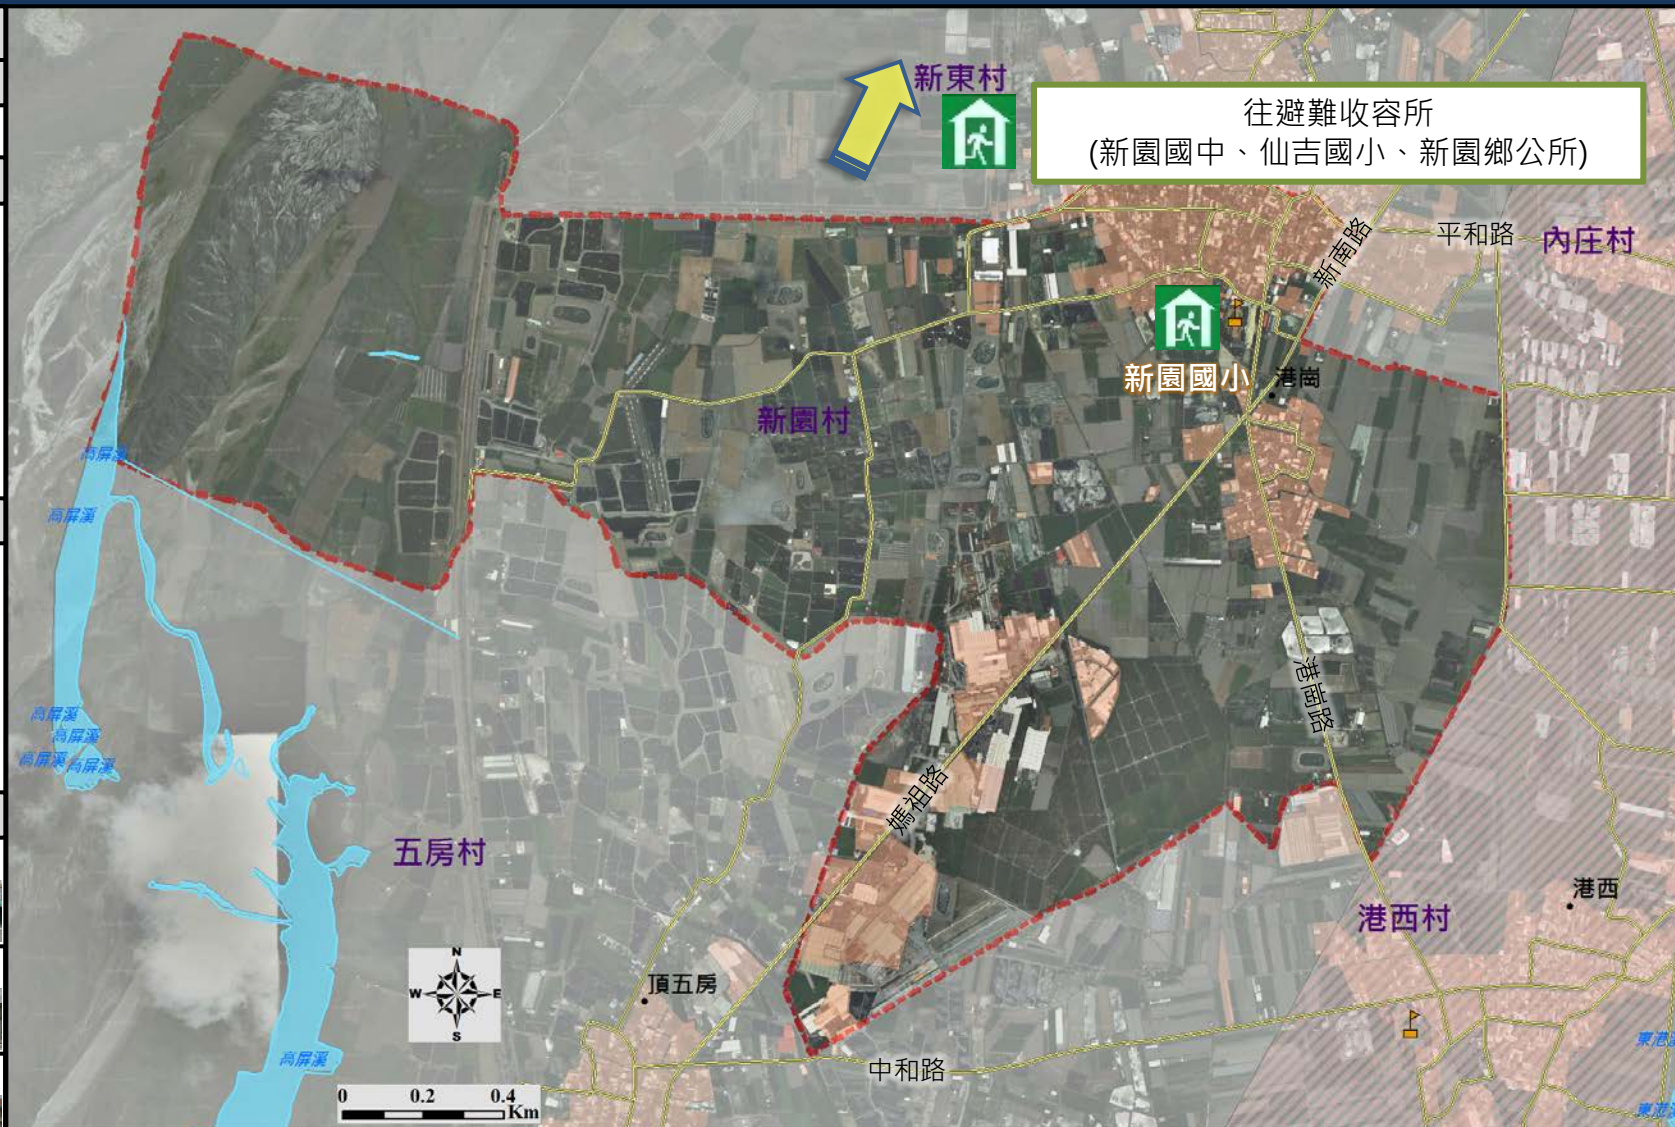 新東村
往避難收容所
(新園國中、仙吉國小、新園鄉公所)
新南路
平和路
內庄村
新園國小
港崗
新園村
高屏溪
高屏溪
港崗路
高屏溪
高屏溪
高屏溪
高屏溪
媽祖路
五房村
港西
港西村
N
W
E
S
頂五房
高屏溪
中和路
0 0.2 0.4
Km